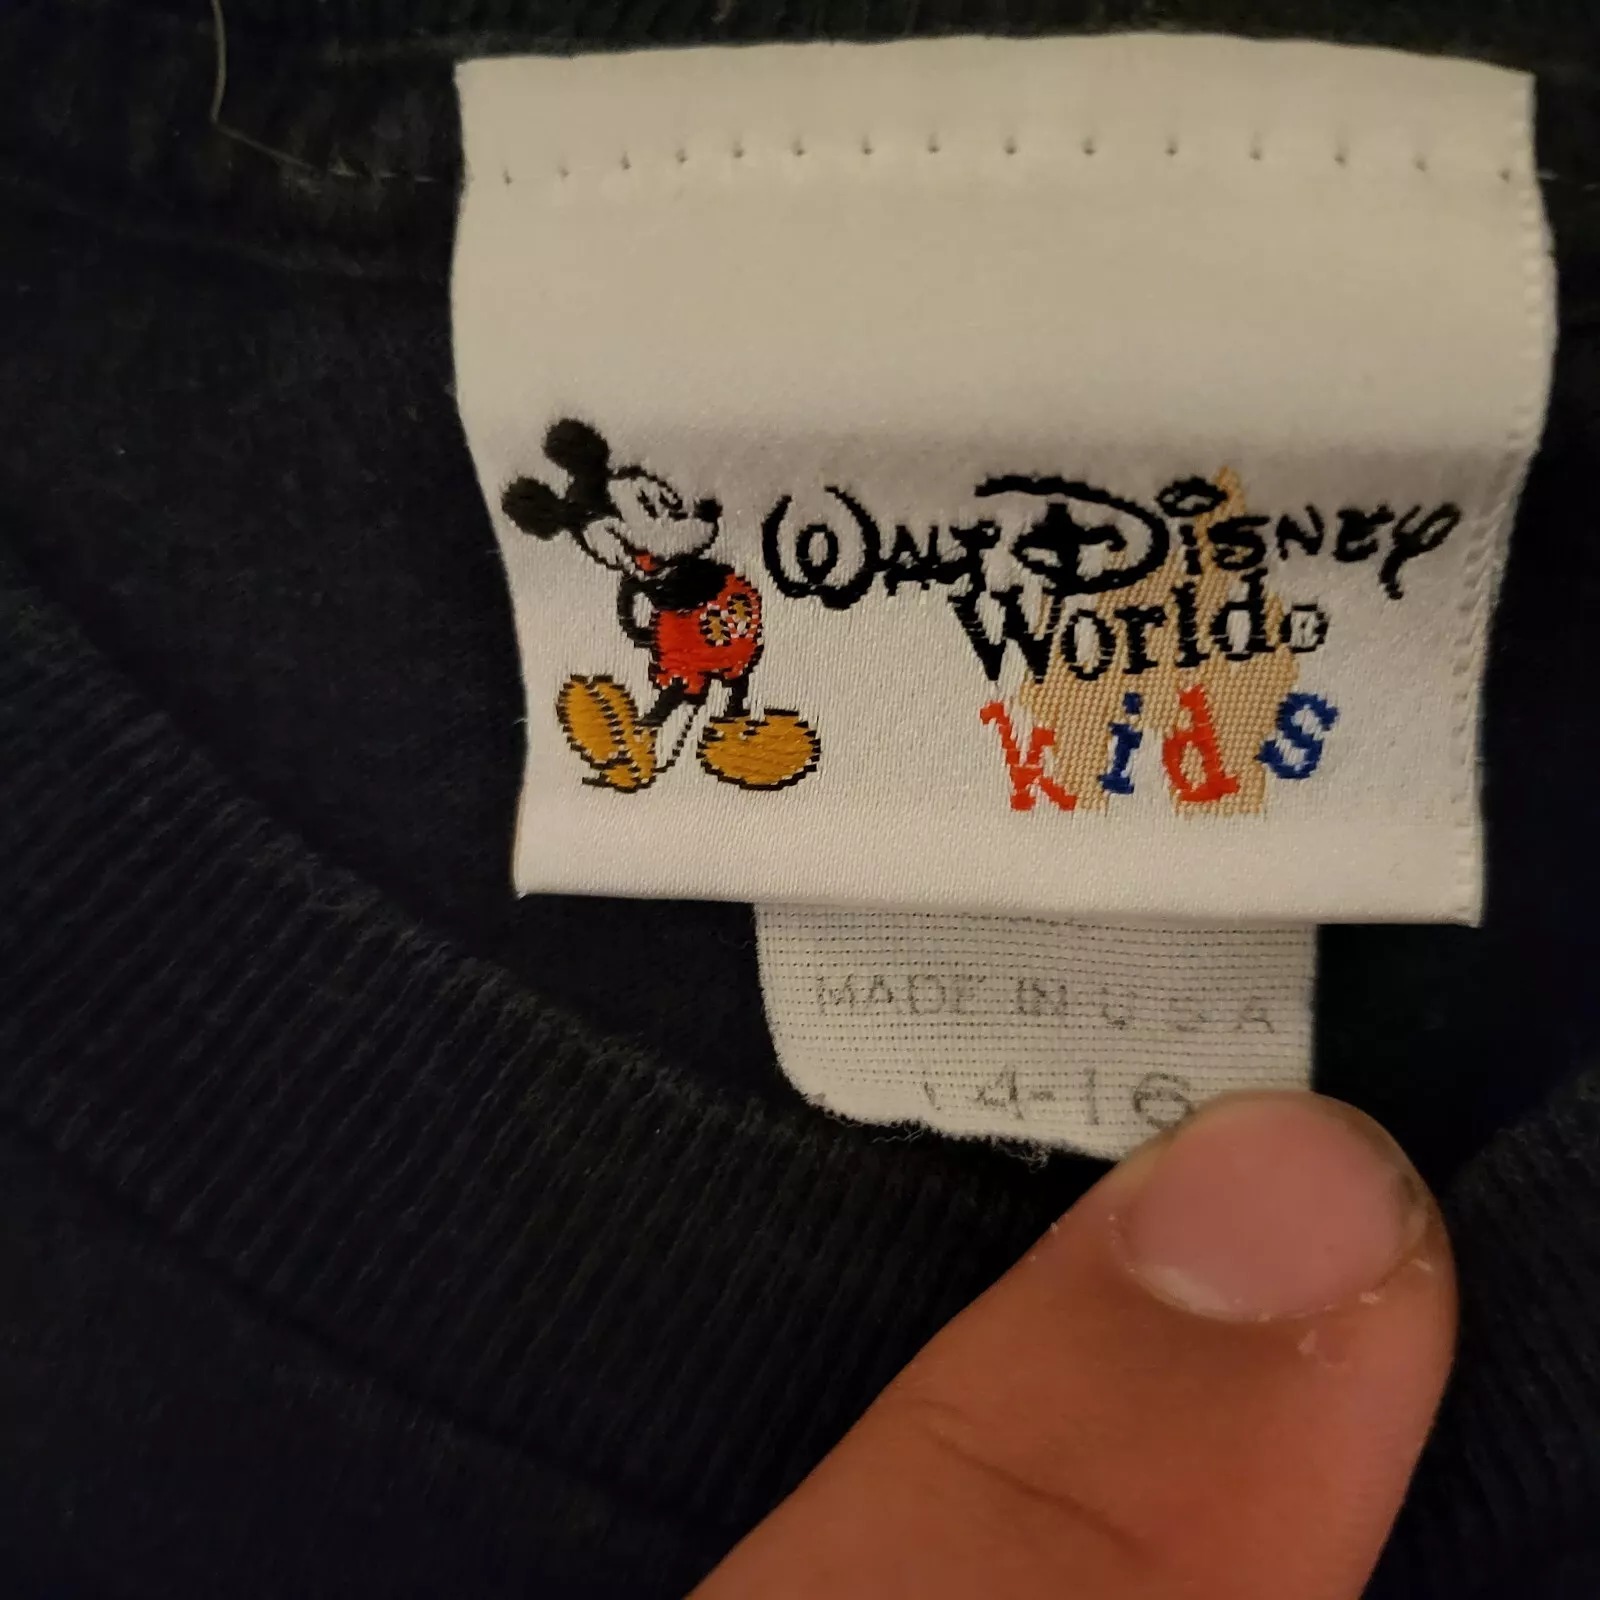 Walt Disney
World®
kids
MADE IN U S A
14-16